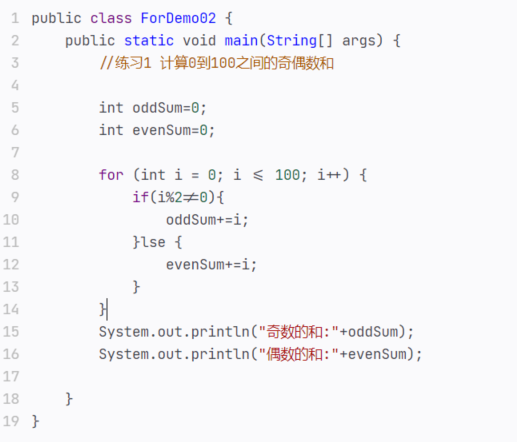 1 public class ForDemo02 {
2 public static void main(String[] args) {
3 //练习1 计算0到100之间的奇偶数和
4
5 int oddSum=0;
6 int evenSum=0;
7
8 for (int i = 0; i <= 100; i++) {
9 if(i%2!=0){
10 oddSum+=i;
11 }lse {
12 evenSum+=i;
13 }
14 }
15 System.out.println("奇数的和:"+oddSum);
16 System.out.println("偶数的和:"+evenSum);
17
18 }
19 }